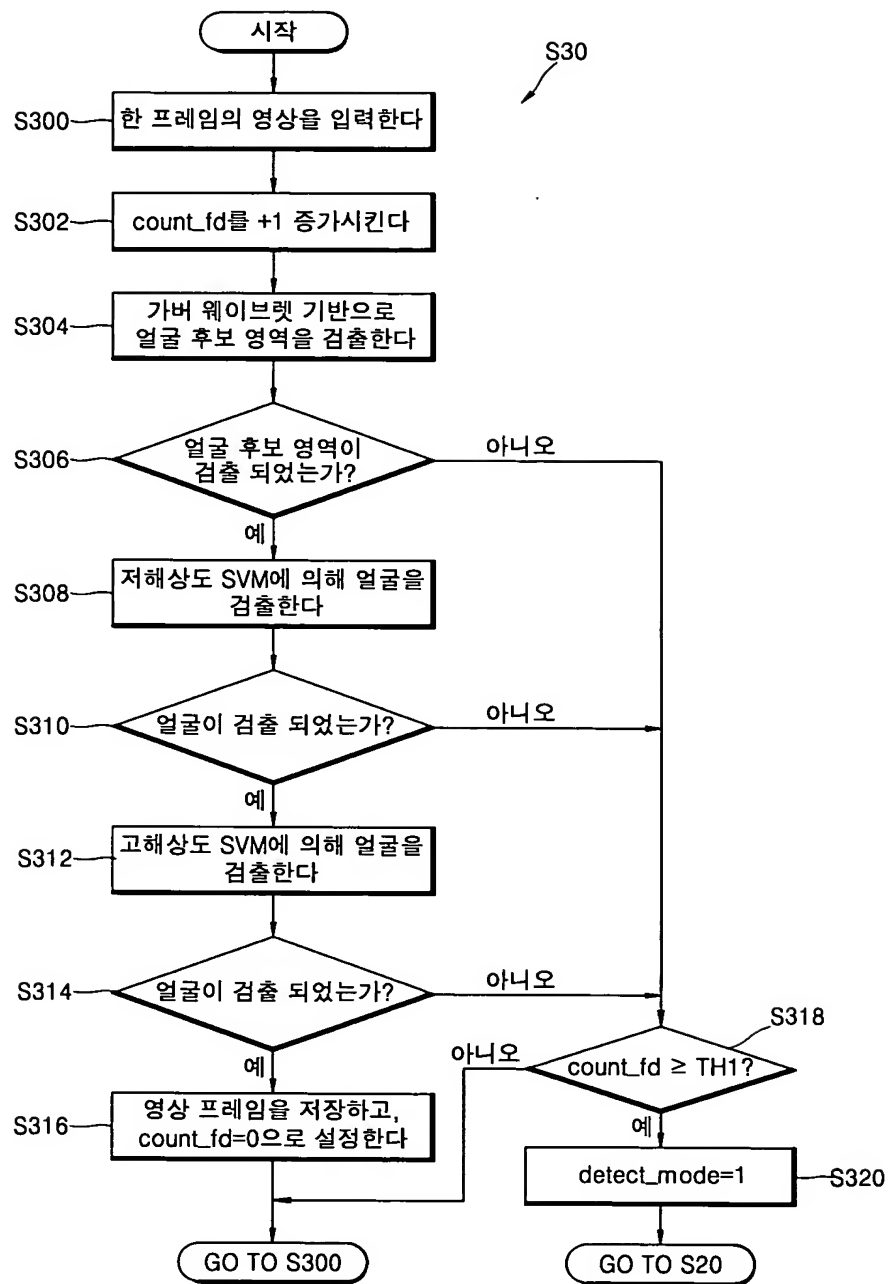 시작
S30
S300
한 프레임의 영상을 입력한다
S302
count_fd를 +1 증가시킨다
S304
가버 웨이브렛 기반으로
얼굴 후보 영역을 검출한다
S306
얼굴 후보 영역이
검출 되었는가?
아니오
예
S308
저해상도 SVM에 의해 얼굴을
검출한다
S310
얼굴이 검출 되었는가?
아니오
예
S312
고해상도 SVM에 의해 얼굴을
검출한다
S314
얼굴이 검출 되었는가?
아니오
예
S318
count_fd ≥ TH1?
아니오
예
S316
영상 프레임을 저장하고,
count_fd=0으로 설정한다
detect_mode=1
S320
GO TO S300
GO TO S20